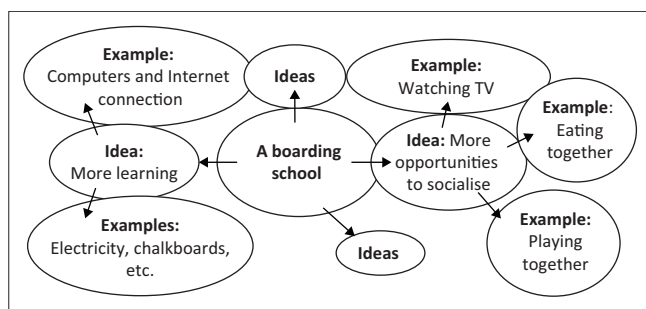 Example:
Computers and Internet
connection
Ideas
Example:
Watching TV
Example:
Eating
together
Idea:
More learning
A boarding
school
Idea: More
opportunities
to socialise
Examples:
Electricity, chalkboards,
etc.
Ideas
Example:
Playing
together